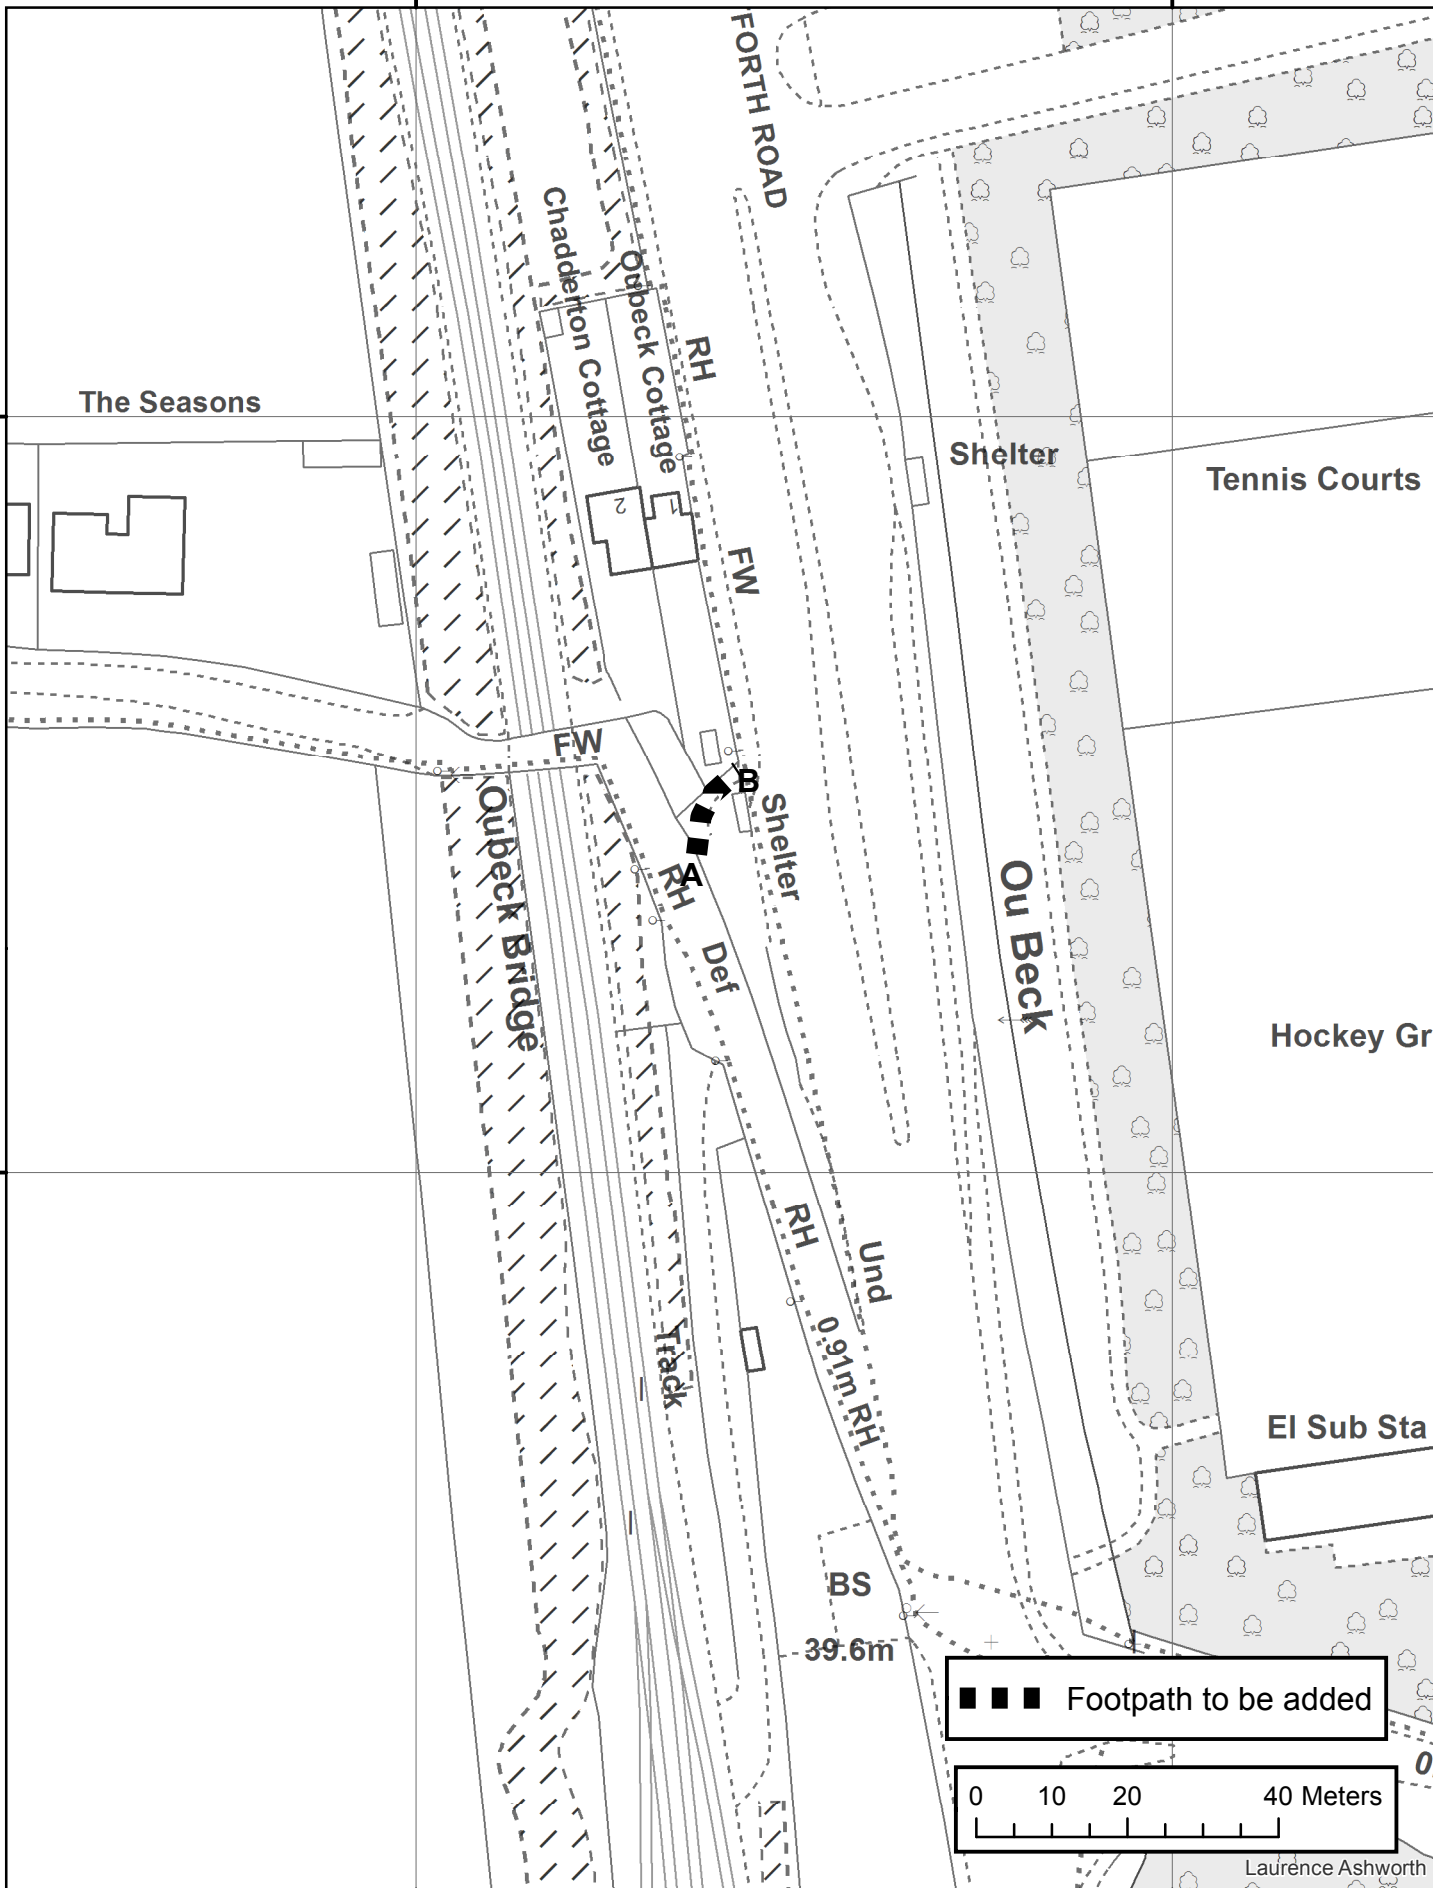 FORTH ROAD
Chadderton Cottage
Oubeck Cottage
RH
The Seasons
Shelter
Tennis Courts
2
1
FW
FW
B
Shelter
A
RH
Oubeck Bridge
Def
Ou Beck
Hockey Gr
RH
Und
0.91m RH
Track
El Sub Sta
BS
39.6m
Footpath to be added
0 10 20 40 Meters
0.
Laurence Ashworth